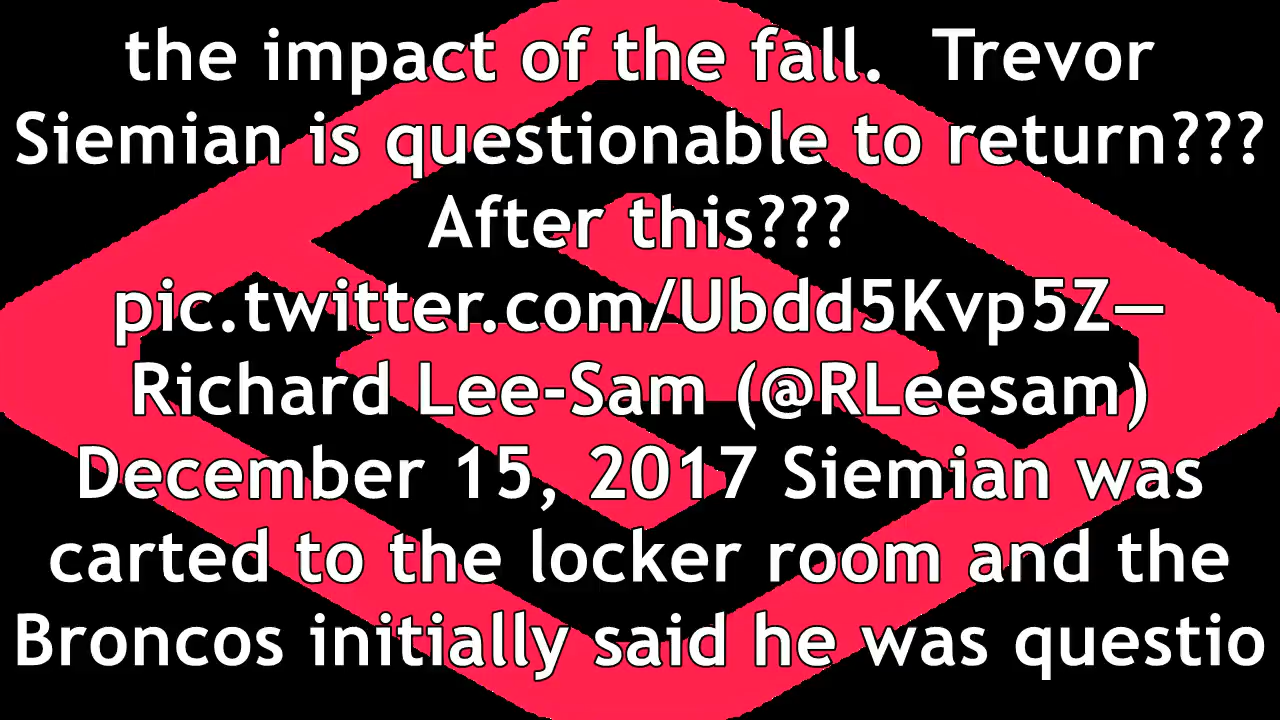 the impact of the fall.  Trevor
Siemian is questionable to return???
After this???
pic.twitter.com/Ubdd5Kvp5Z—
Richard Lee-Sam (@RLeesam)
December 15, 2017 Siemian was
carted to the locker room and the
Broncos initially said he was questio